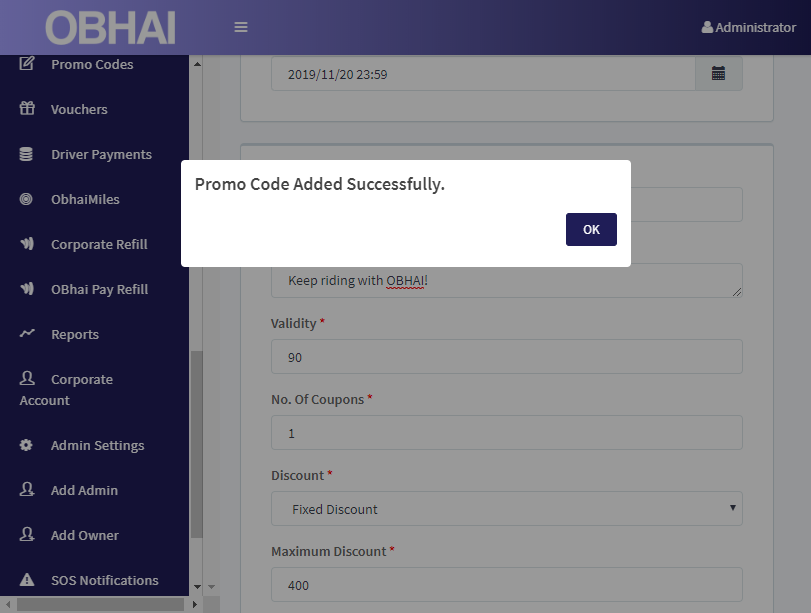 OBHAI
Administrator
Promo Codes
Vouchers
Driver Payments
ObhaiMiles
Corporate Refill
OBhai Pay Refill
Reports
Corporate
Account
Admin Settings
Add Admin
Add Owner
SOS Notifications
2019/11/20 23:59
Promo Code Added Successfully.
OK
Keep riding with OBHAI!
Validity *
90
No. Of Coupons *
1
Discount *
Fixed Discount
Maximum Discount *
400